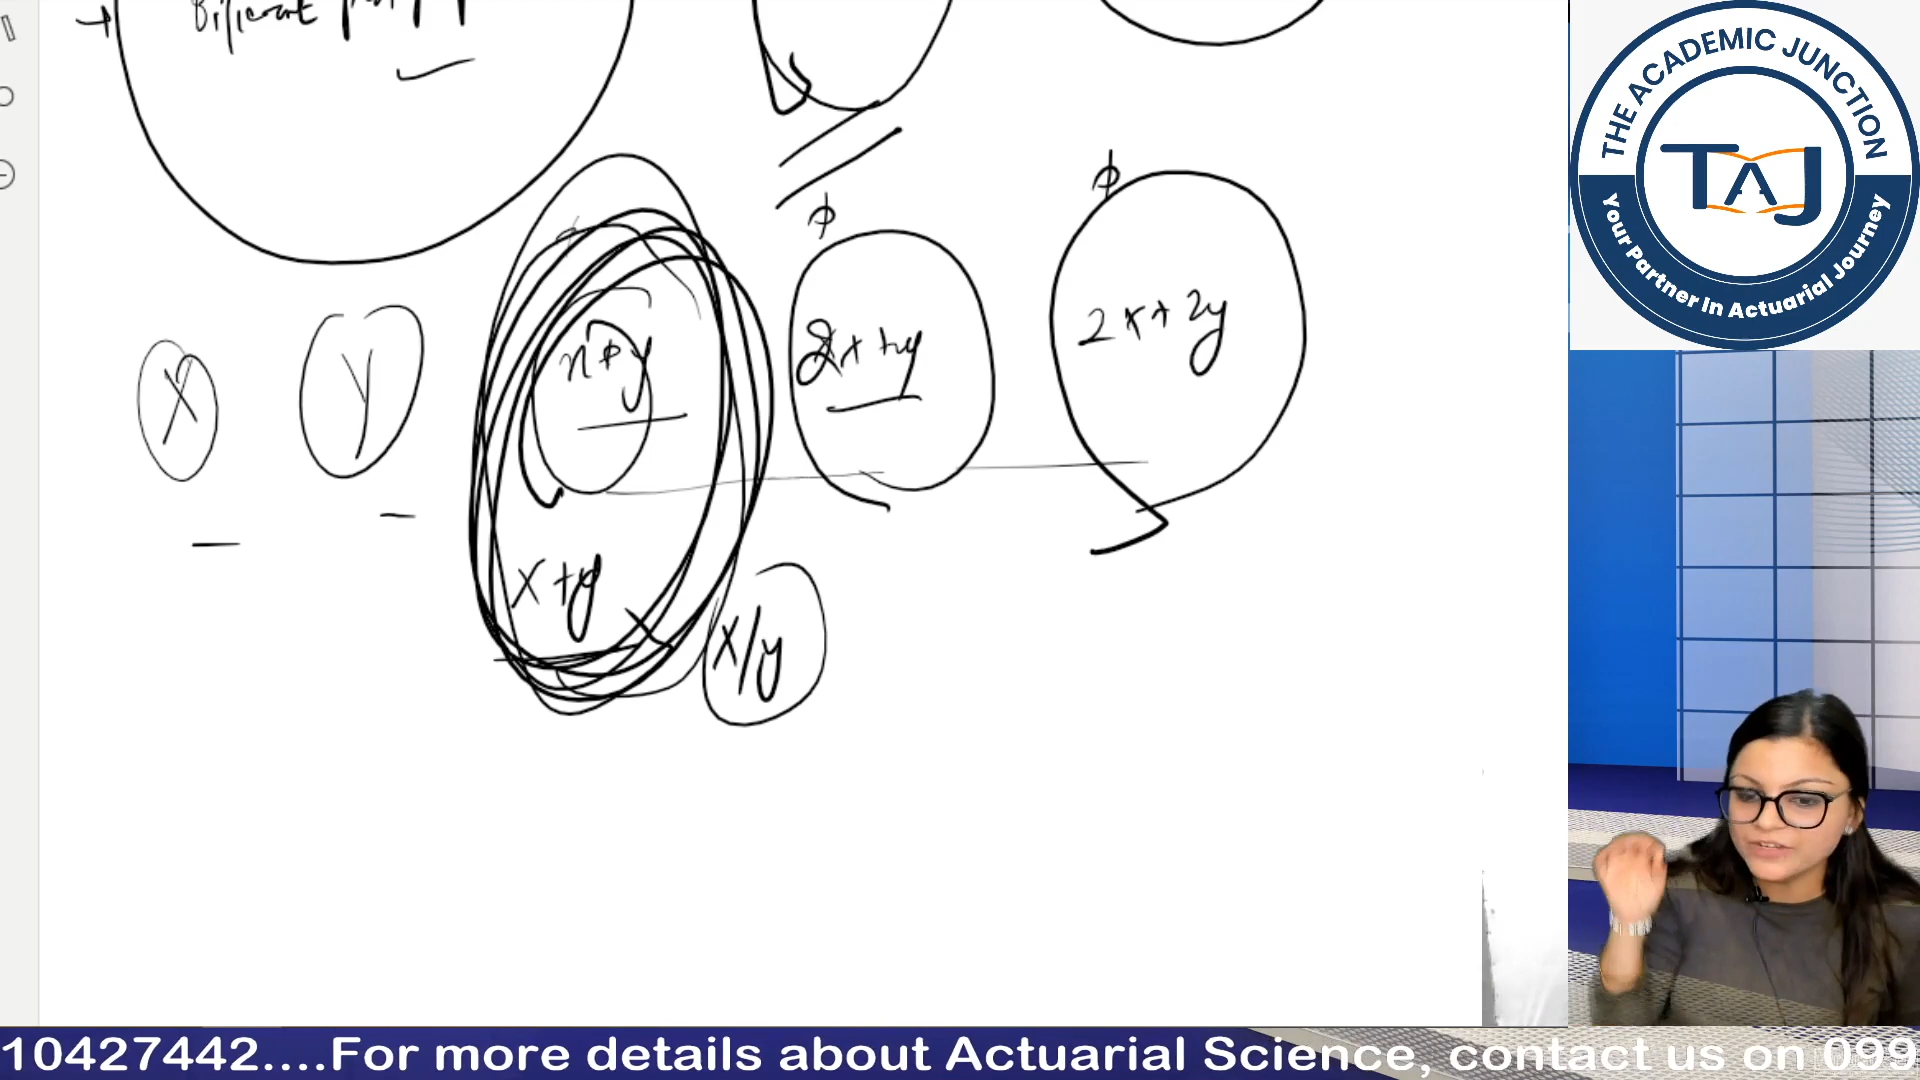 ϕ
ϕ
x + y
2x + 2y
2x + 2y
X
y
x + y
x/y
THE ACADEMIC JUNCTION
TAJ
Your Partner In Actuarial Journey
10427442....For more details about Actuarial Science, contact us on 099